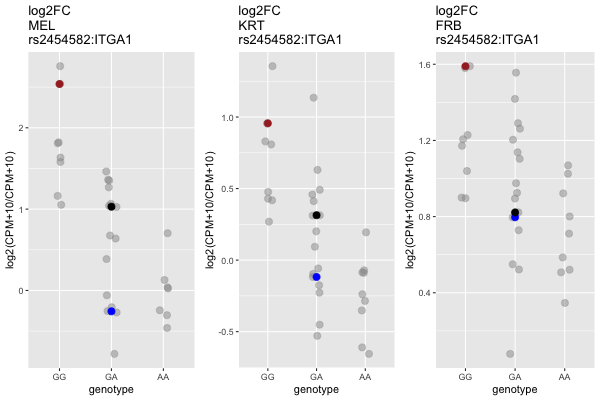 log2FC
MEL
rs2454582:ITGA1
log2(CPM+10/CPM+10)
2
1
0
GG
GA
AA
genotype
log2FC
KRT
rs2454582:ITGA1
log2(CPM+10/CPM+10)
1.0
0.5
0.0
-0.5
GG
GA
AA
genotype
log2FC
FRB
rs2454582:ITGA1
log2(CPM+10/CPM+10)
1.6
1.2
0.8
0.4
GG
GA
AA
genotype